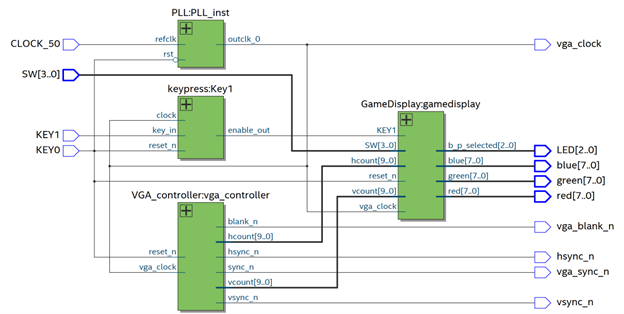 PLL:PLL_inst
CLOCK_50
refclk
outclk_0
vga_clock
rst
SW[3..0]
keypress:Key1
GameDisplay:gamedisplay
clock
KEY1
key_in
enable_out
KEY1
KEY0
reset_n
SW[3..0]
b_p_selected[2..0]
LED[2..0]
hcount[9..0]
blue[7..0]
blue[7..0]
reset_n
green[7..0]
green[7..0]
VGA_controller:vga_controller
vcount[9..0]
red[7..0]
red[7..0]
vga_clock
blank_n
vga_blank_n
hcount[9..0]
reset_n
hsync_n
hsync_n
vga_clock
sync_n
vga_sync_n
vcount[9..0]
vsync_n
vsync_n